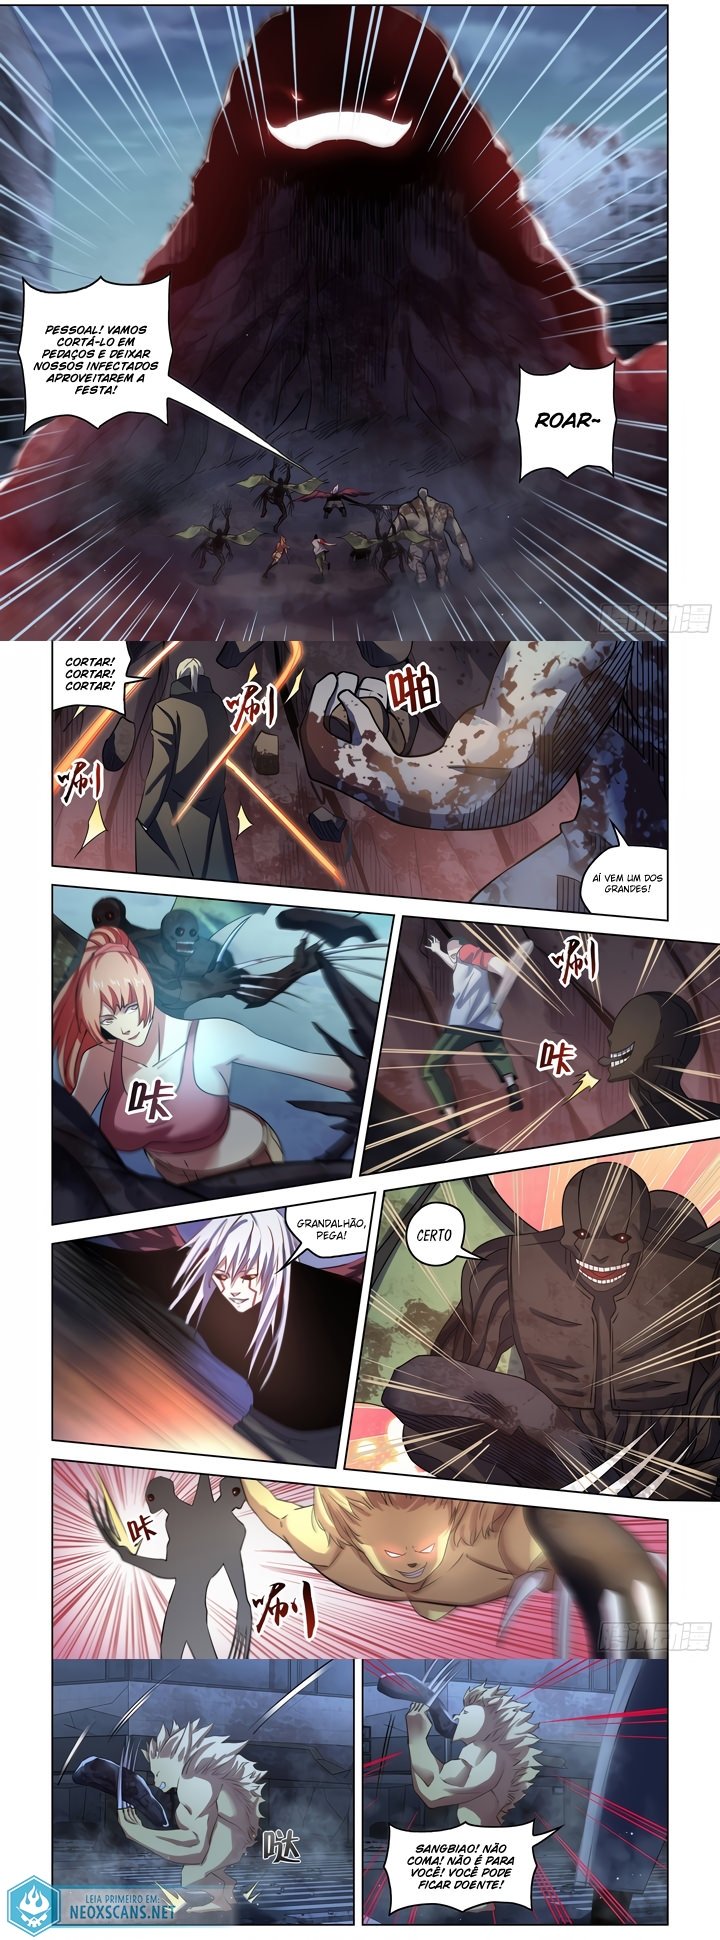 PESSOAL! VAMOS
CORTÁ-LO EM
PEDAÇOS E DEIXAR
NOSSOS INFECTADOS
APROVEITAREM A
FESTA!
ROAR~
CORTAR!
CORTAR!
CORTAR!
唰
唰
啪
AÍ VEM UM DOS
GRANDES!
咔
唰
咔
GRANDALHÃO,
PEGA!
CERTO
咔
唰
哒
SANGBIAO! NÃO
COMA! NÃO É PARA
VOCÊ! VOCÊ PODE
FICAR DOENTE!
LEIA PRIMEIRO EM:
NEOXSCANS.NET